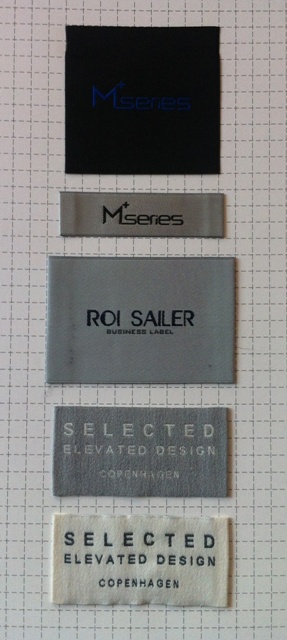 M+series
M+series
ROI SAILER
BUSINESS LABEL
SELECTED
ELEVATED DESIGN
COPENHAGEN
SELECTED
ELEVATED DESIGN
COPENHAGEN